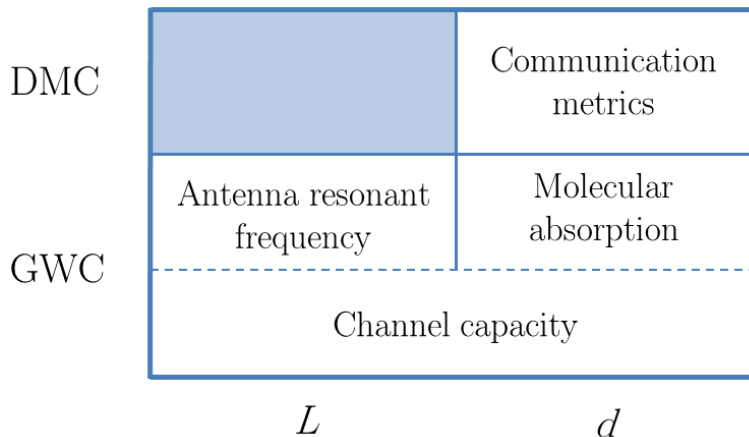 DMC
Communication
metrics
Antenna resonant
frequency
Molecular
absorption
GWC
Channel capacity
L
d